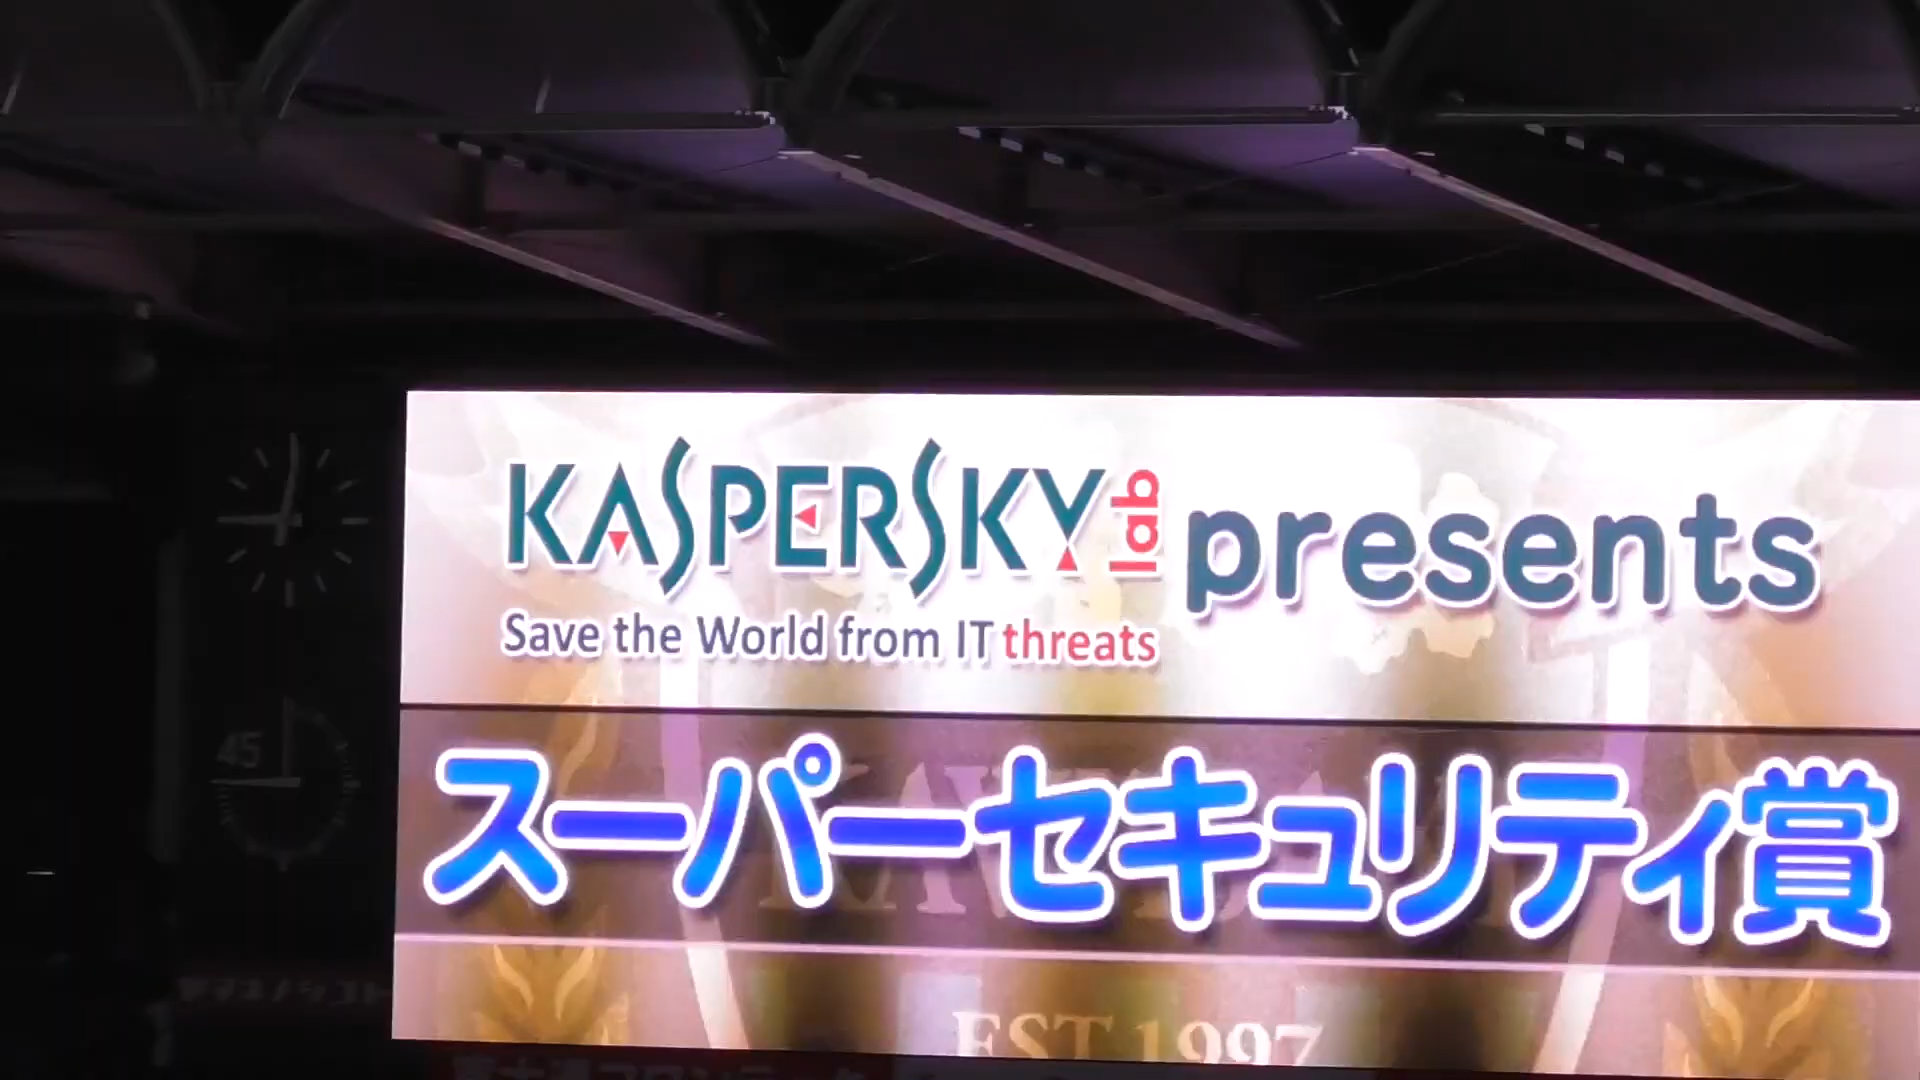 KASPERSKY lab presents
Save the World from IT threats
スーパーセキュリティ賞
EST 1997
45